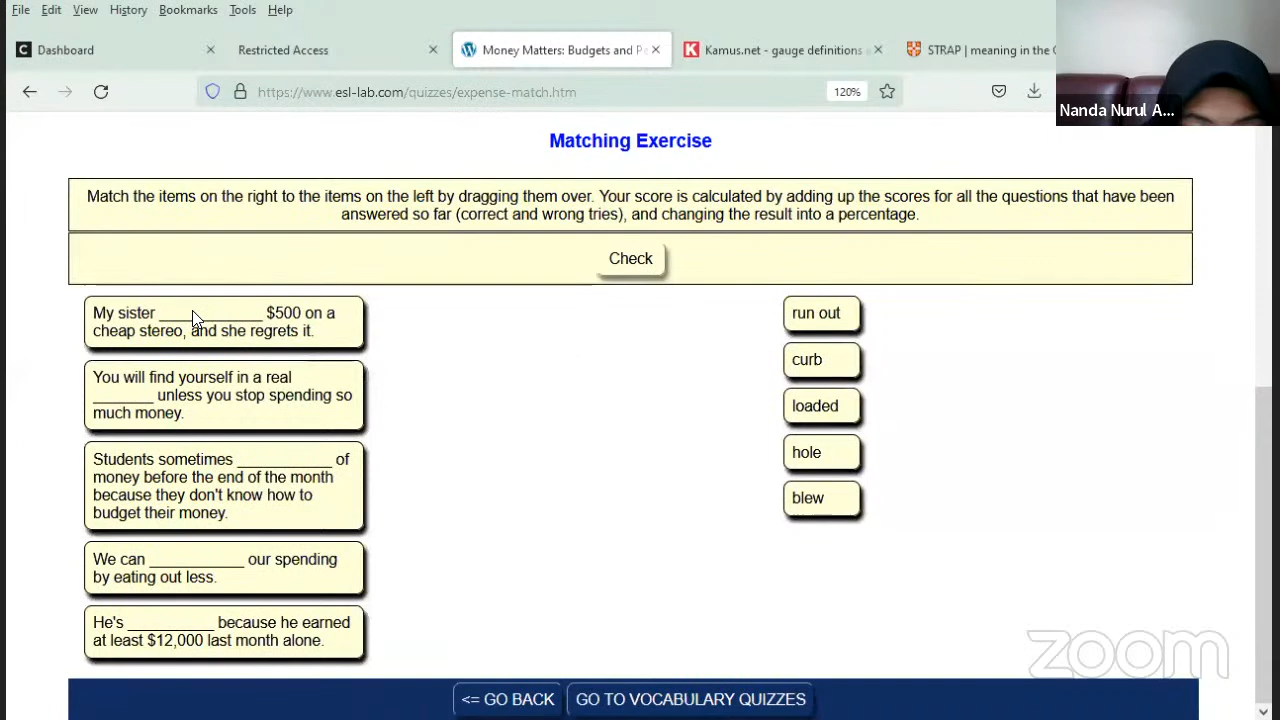 File Edit View History Bookmarks Tools Help
Dashboard Restricted Access Money Matters: Budgets and Pe Kamus.net - gauge definitions STRAP | meaning in the C
https://www.esl-lab.com/quizzes/expense-match.htm 120%
Nanda Nurul A...
Matching Exercise
Match the items on the right to the items on the left by dragging them over. Your score is calculated by adding up the scores for all the questions that have been
answered so far (correct and wrong tries), and changing the result into a percentage.
Check
My sister ____________ $500 on a
cheap stereo, and she regrets it.
You will find yourself in a real
_______ unless you stop spending so
much money.
Students sometimes ___________ of
money before the end of the month
because they don't know how to
budget their money.
We can ___________ our spending
by eating out less.
He's __________ because he earned
at least $12,000 last month alone.
run out
curb
loaded
hole
blew
zoom
<= GO BACK GO TO VOCABULARY QUIZZES